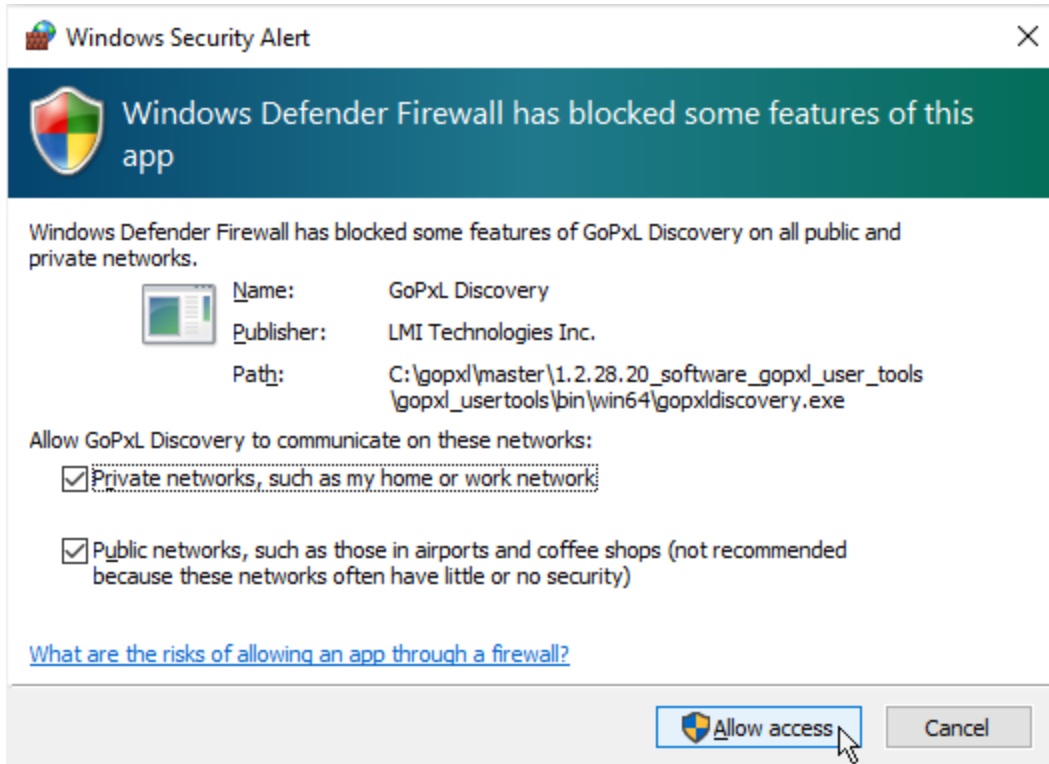 Windows Security Alert
Windows Defender Firewall has blocked some features of this
app
Windows Defender Firewall has blocked some features of GoPxL Discovery on all public and
private networks.
Name: GoPxL Discovery
Publisher: LMI Technologies Inc.
Path: C:\gopxl\master\1.2.28.20_software_gopxl_user_tools
\gopxl_usertools\bin\win64\gopxldiscovery.exe
Allow GoPxL Discovery to communicate on these networks:
Private networks, such as my home or work network
Public networks, such as those in airports and coffee shops (not recommended
because these networks often have little or no security)
What are the risks of allowing an app through a firewall?
Allow access Cancel